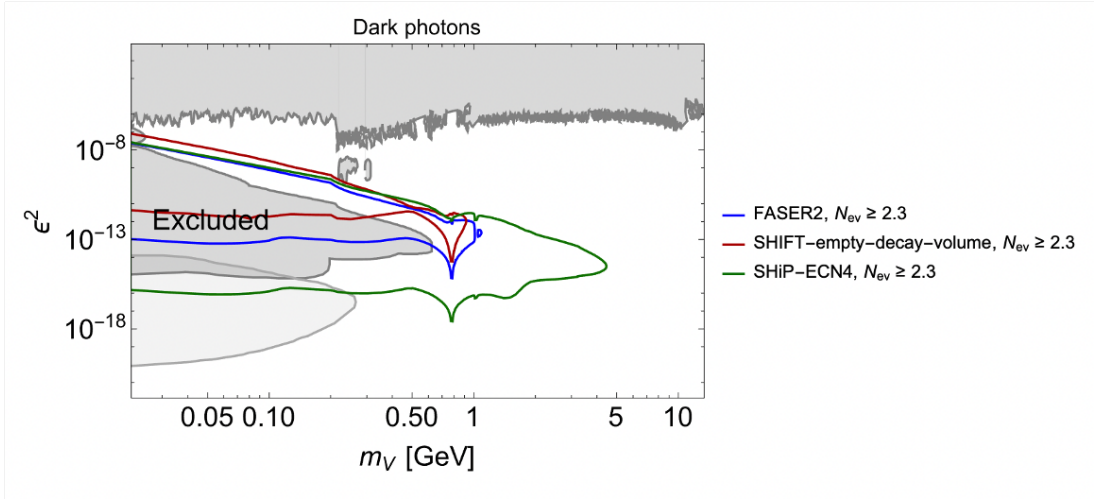 Dark photons
10⁻⁸
10⁻¹³
10⁻¹⁸
ϵ²
Excluded
0.05 0.10 0.50 1 5 10
m_V [GeV]
FASER2, N_ev ≥ 2.3
SHIFT-empty-decay-volume, N_ev ≥ 2.3
SHiP-ECN4, N_ev ≥ 2.3